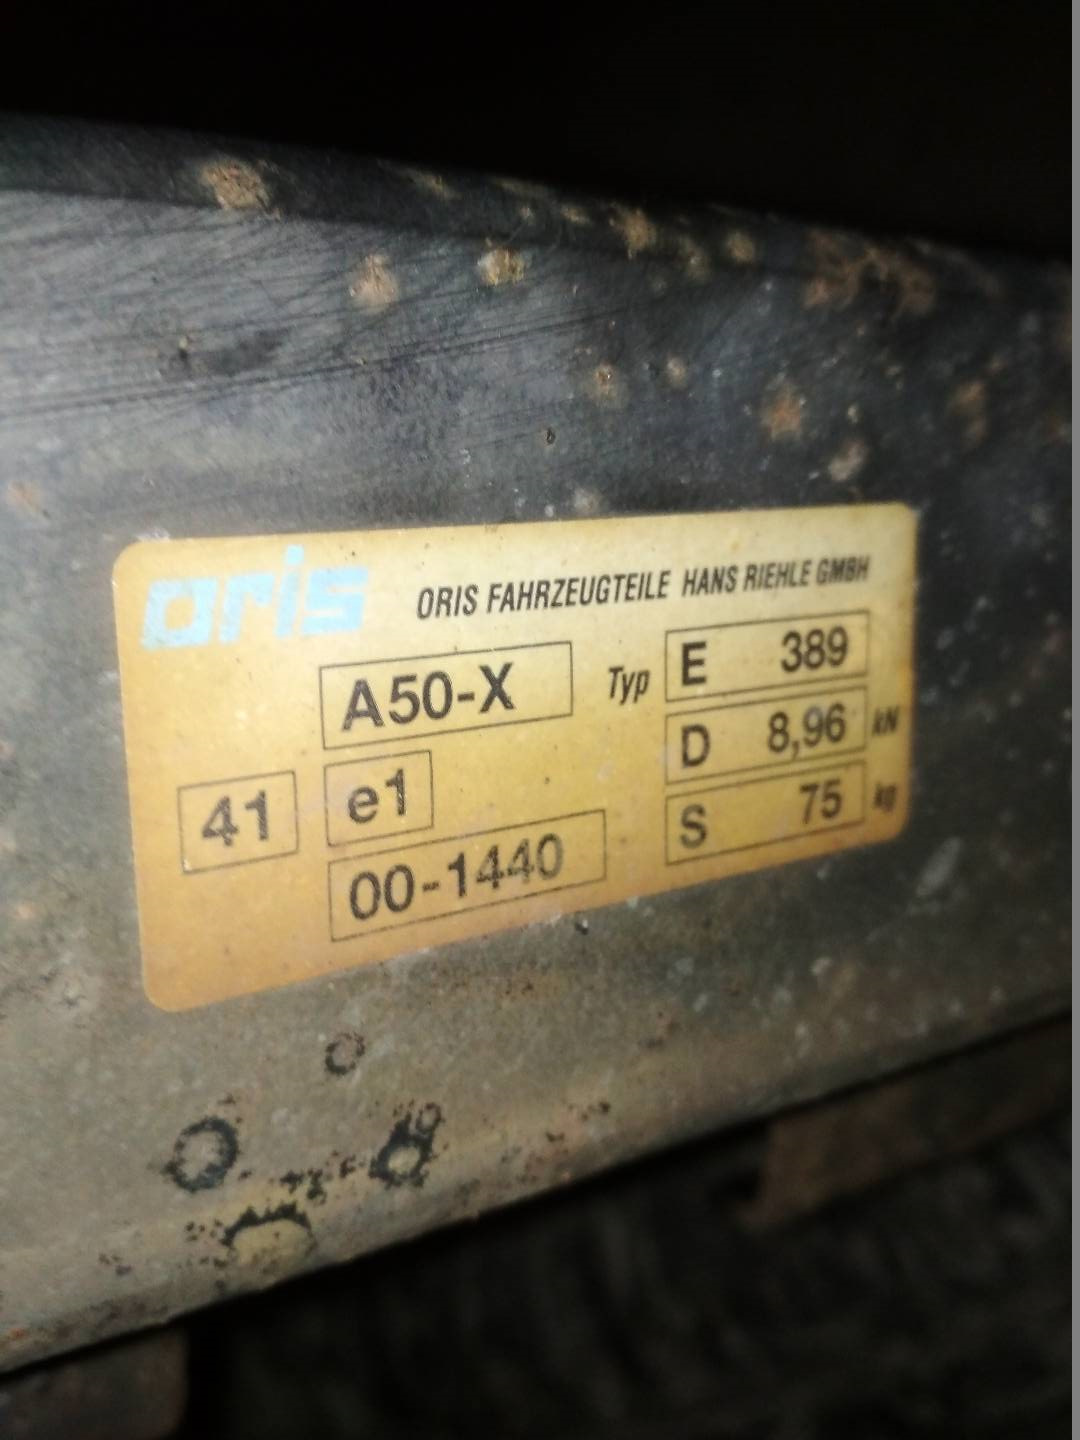 oris ORIS FAHRZEUGTEILE HANS RIEHLE GMBH
A50-X Typ E 389
D 8,96 kN
41 e1
S 75 kg
00-1440